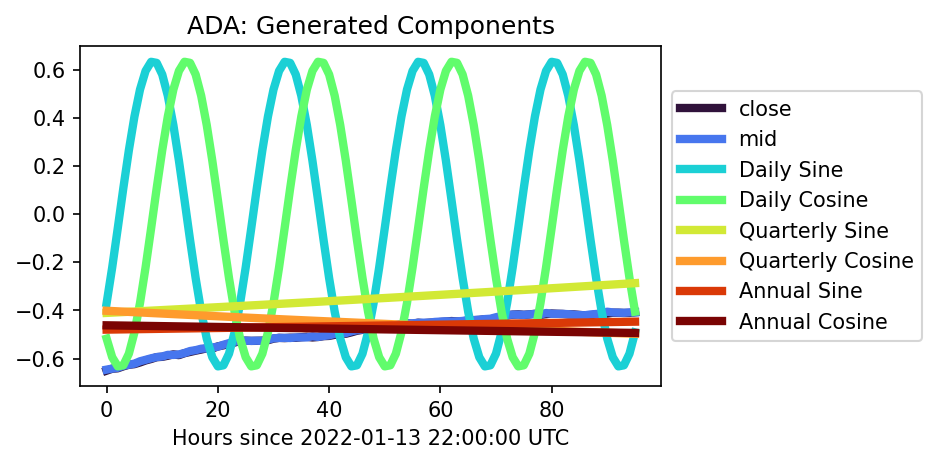 ADA: Generated Components
0.6
0.4
0.2
0.0
−0.2
−0.4
−0.6
0 20 40 60 80
Hours since 2022-01-13 22:00:00 UTC
close
mid
Daily Sine
Daily Cosine
Quarterly Sine
Quarterly Cosine
Annual Sine
Annual Cosine